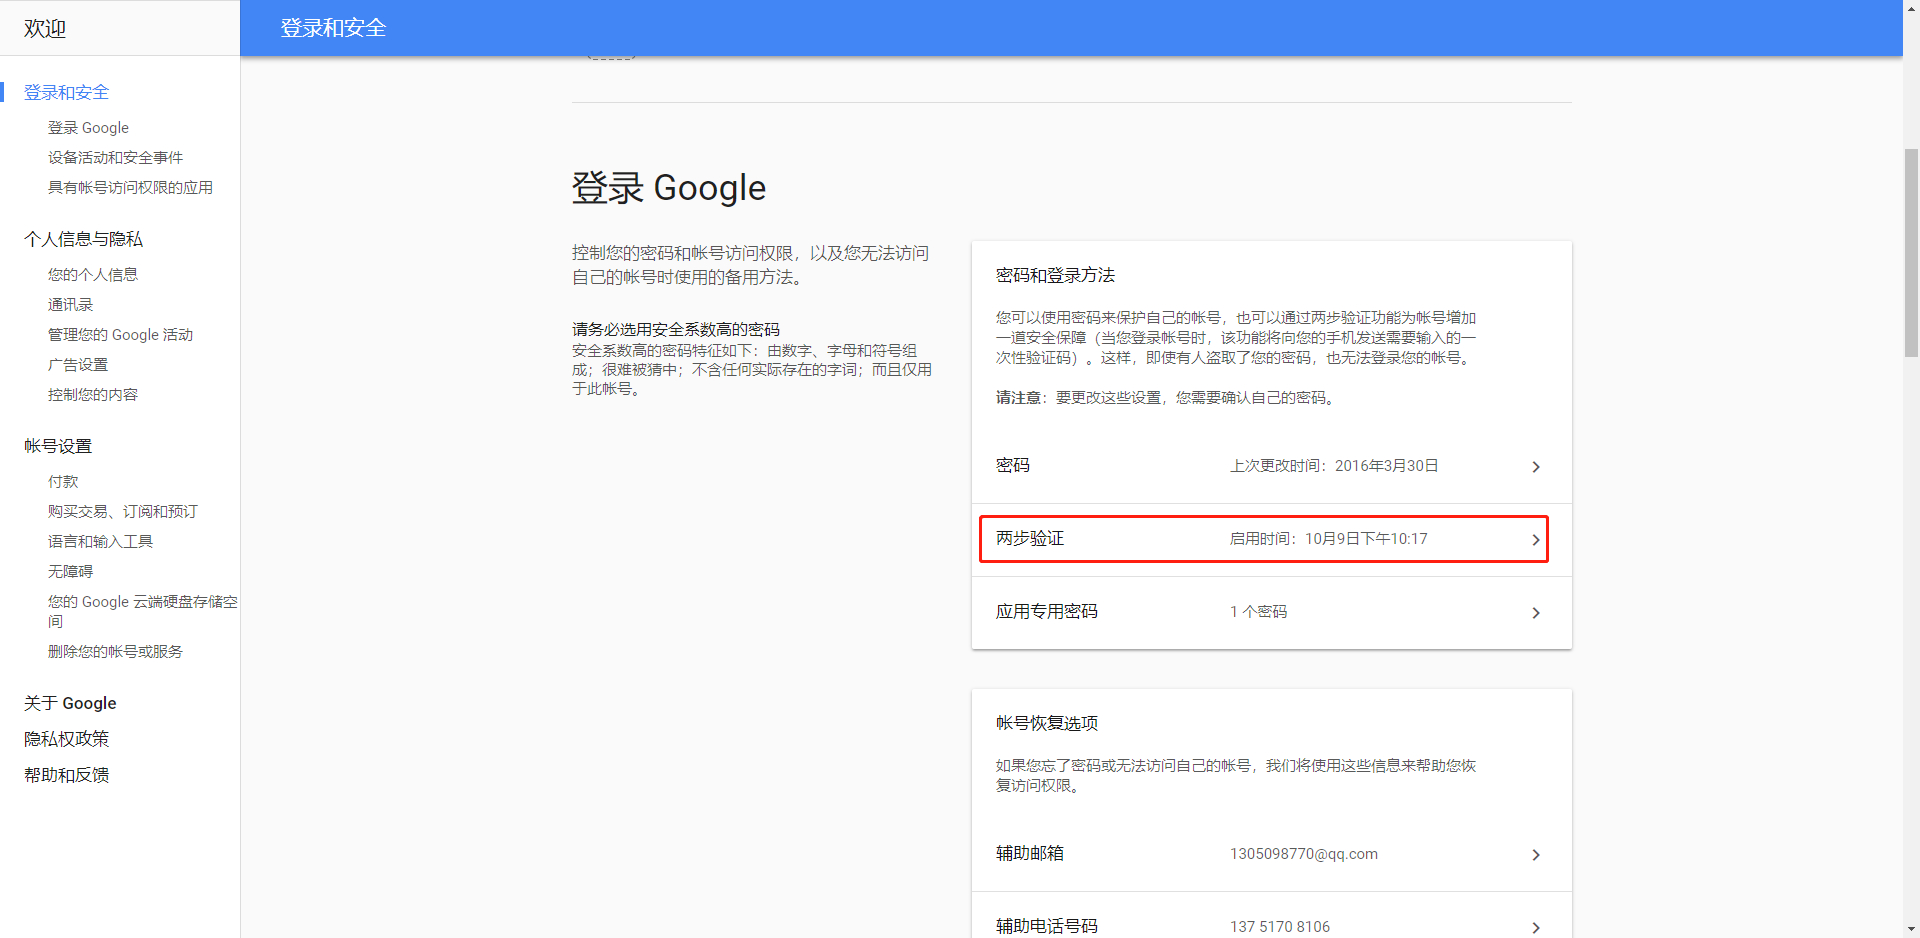 欢迎
登录和安全
登录和安全
登录 Google
设备活动和安全事件
具有帐号访问权限的应用
个人信息与隐私
您的个人信息
通讯录
管理您的 Google 活动
广告设置
控制您的内容
帐号设置
付款
购买交易、订阅和预订
语言和输入工具
无障碍
您的 Google 云端硬盘存储空
间
删除您的帐号或服务
关于 Google
隐私权政策
帮助和反馈
登录 Google
控制您的密码和帐号访问权限，以及您无法访问
自己的帐号时使用的备用方法。
请务必选用安全系数高的密码
安全系数高的密码特征如下：由数字、字母和符号组
成；很难被猜中；不含任何实际存在的字词；而且仅用
于此帐号。
密码和登录方法
您可以使用密码来保护自己的帐号，也可以通过两步验证功能为帐号增加
一道安全保障（当您登录帐号时，该功能将向您的手机发送需要输入的一
次性验证码）。这样，即使有人盗取了您的密码，也无法登录您的帐号。
请注意：要更改这些设置，您需要确认自己的密码。
密码 上次更改时间：2016年3月30日
两步验证 启用时间：10月9日下午10:17
应用专用密码 1 个密码
帐号恢复选项
如果您忘了密码或无法访问自己的帐号，我们将使用这些信息来帮助您恢
复访问权限。
辅助邮箱 1305098770@qq.com
辅助电话号码 137 5170 8106